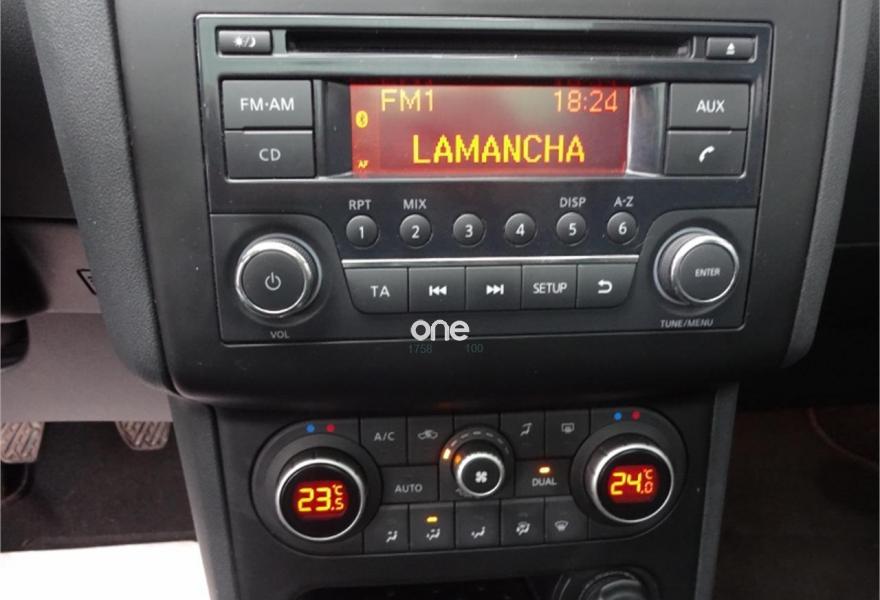 FM1 18:24
FM·AM AUX
AF
LAMANCHA
CD
RPT MIX DISP A-Z
1 2 3 4 5 6
TA SETUP ENTER
VOL one TUNE/MENU
1758 100
A/C
AUTO DUAL
23.5°C 24.0°C